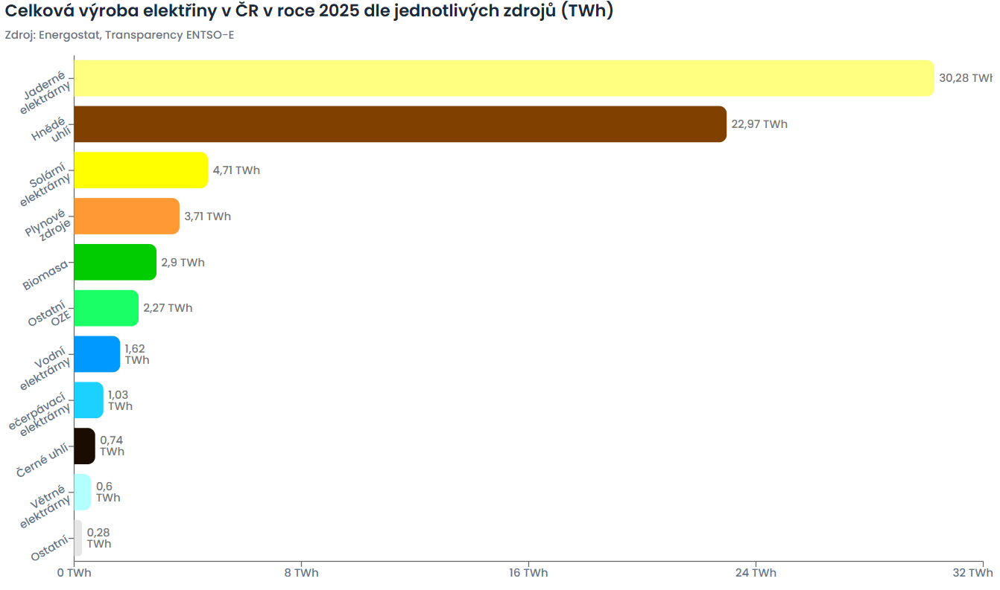 Celková výroba elektřiny v ČR v roce 2025 dle jednotlivých zdrojů (TWh)
Zdroj: Energostat, Transparency ENTSO-E
Jaderné
elektrárny
30,28 TWh
Hnědé
uhlí
22,97 TWh
Solární
elektrárny
4,71 TWh
Plynové
zdroje
3,71 TWh
Biomasa
2,9 TWh
Ostatní
OZE
2,27 TWh
Vodní
elektrárny
1,62
TWh
ečerpávací
elektrárny
1,03
TWh
Černé uhlí
0,74
TWh
Větrné
elektrárny
0,6
TWh
Ostatní
0,28
TWh
0 TWh
8 TWh
16 TWh
24 TWh
32 TWh